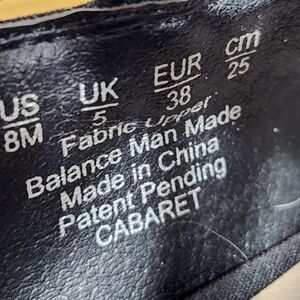 US UK EUR cm
8M 5 38 25
Fabric Upper
Balance Man Made
Made in China
Patent Pending
CABARET